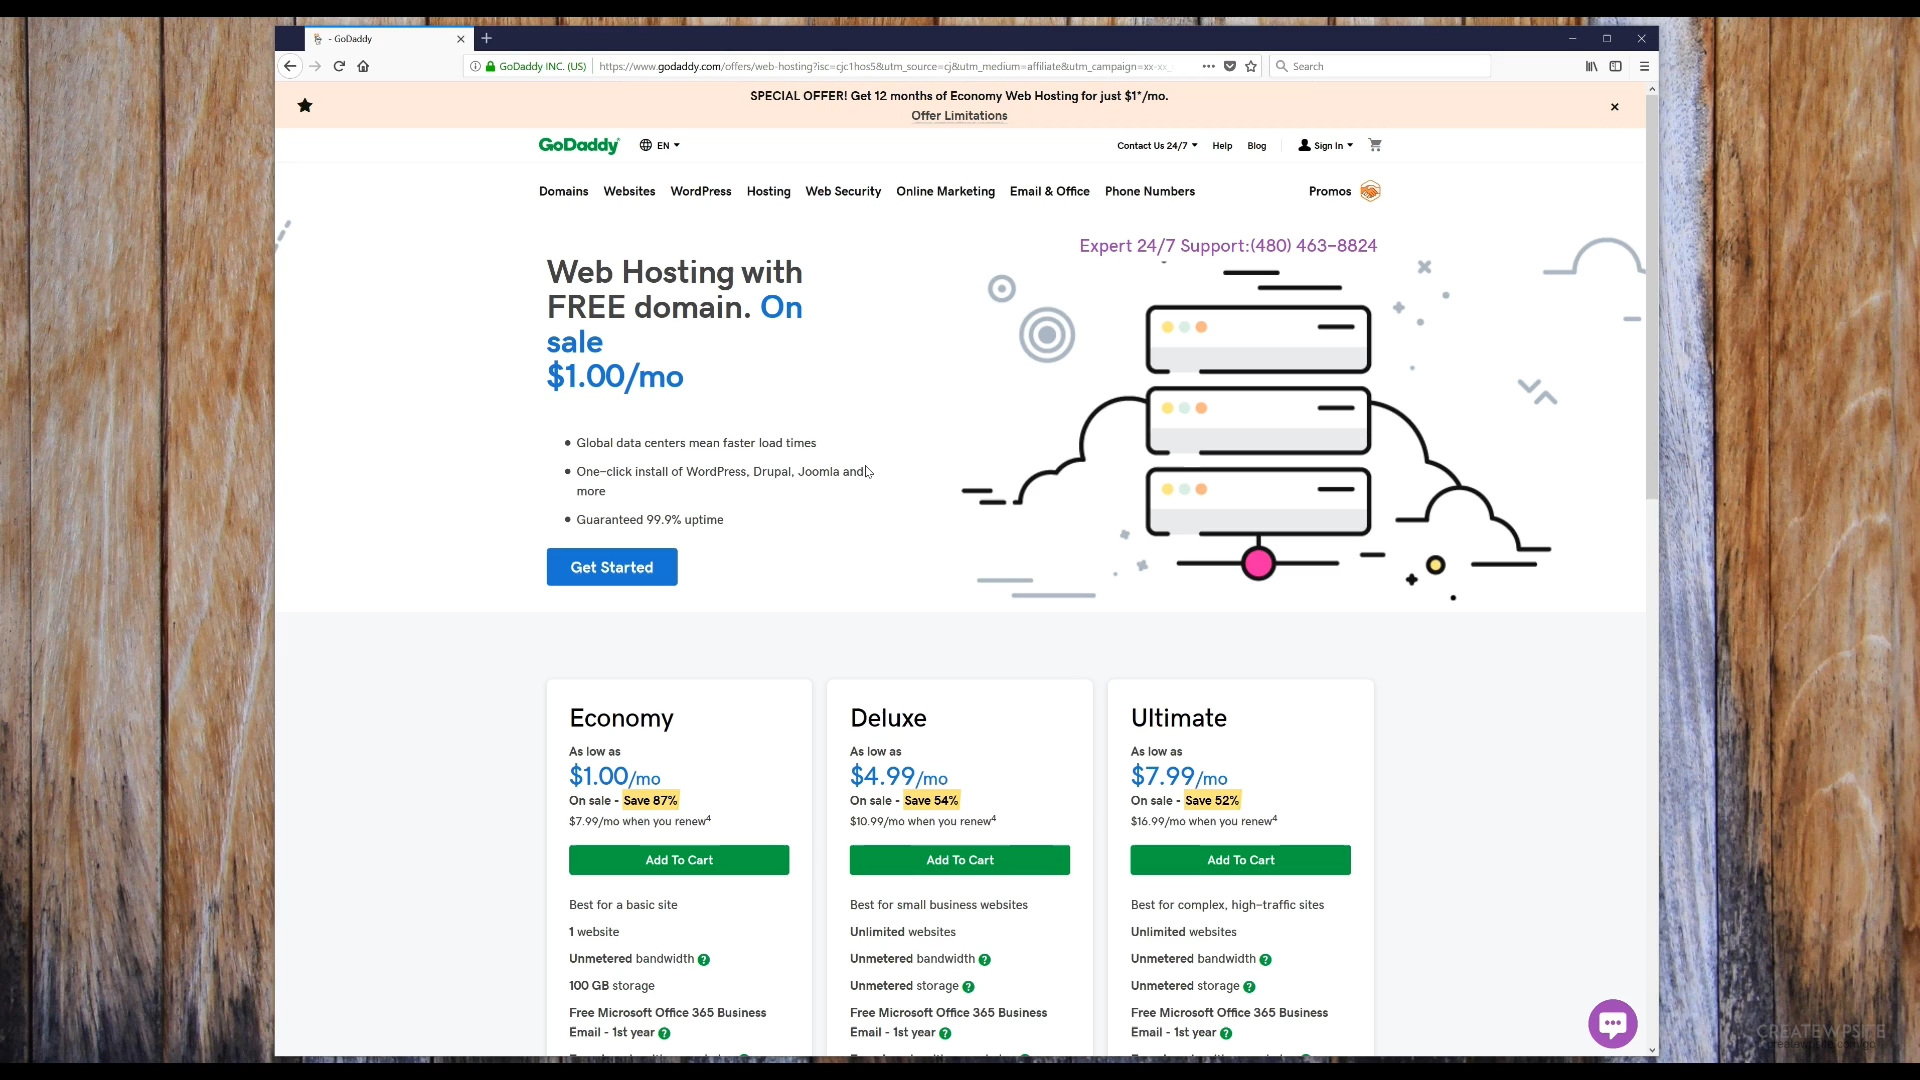 - GoDaddy
GoDaddy INC. (US) https://www.godaddy.com/offers/web-hosting?isc=cjc1hos5&utm_source=cj&utm_medium=affiliate&utm_campaign=xx-xx_ Search
SPECIAL OFFER! Get 12 months of Economy Web Hosting for just $1*/mo.
Offer Limitations
GoDaddy EN Contact Us 24/7 Help Blog Sign In
Domains Websites WordPress Hosting Web Security Online Marketing Email & Office Phone Numbers Promos
Expert 24/7 Support:(480) 463-8824
Web Hosting with
FREE domain. On
sale
$1.00/mo
Global data centers mean faster load times
One-click install of WordPress, Drupal, Joomla and
more
Guaranteed 99.9% uptime
Get Started
Economy
As low as
$1.00/mo
On sale - Save 87%
$7.99/mo when you renew4
Add To Cart
Best for a basic site
1 website
Unmetered bandwidth ?
100 GB storage
Free Microsoft Office 365 Business
Email - 1st year ?
Deluxe
As low as
$4.99/mo
On sale - Save 54%
$10.99/mo when you renew4
Add To Cart
Best for small business websites
Unlimited websites
Unmetered bandwidth ?
Unmetered storage ?
Free Microsoft Office 365 Business
Email - 1st year ?
Ultimate
As low as
$7.99/mo
On sale - Save 52%
$16.99/mo when you renew4
Add To Cart
Best for complex, high-traffic sites
Unlimited websites
Unmetered bandwidth ?
Unmetered storage ?
Free Microsoft Office 365 Business
Email - 1st year ?
CREATEWPSITE